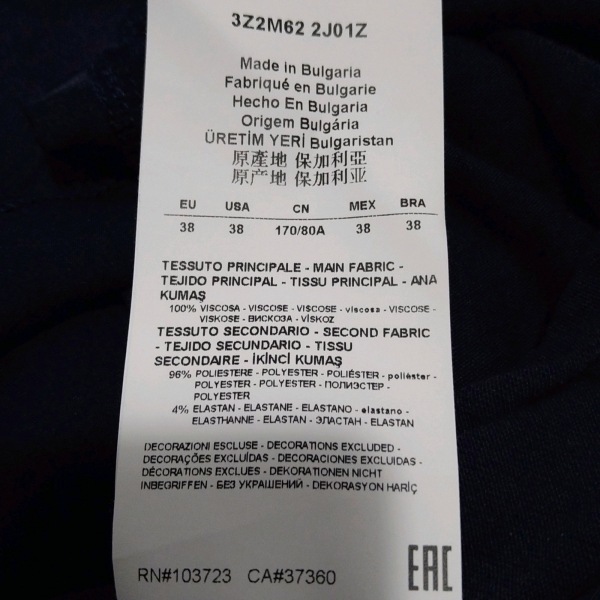 3Z2M62 2J01Z
Made in Bulgaria
Fabriqué en Bulgarie
Hecho En Bulgaria
Origem Bulgária
ÜRETİM YERİ Bulgaristan
原產地 保加利亞
原产地 保加利亚
EU USA CN MEX BRA
38 38 170/80A 38 38
TESSUTO PRINCIPALE - MAIN FABRIC -
TEJIDO PRINCIPAL - TISSU PRINCIPAL - ANA
KUMAŞ
100% VISCOSA - VISCOSE - VISCOSE - viscosa - VISCOSE -
VISKOSE - ВИСКОЗА - VİSKOZ
TESSUTO SECONDARIO - SECOND FABRIC
- TEJIDO SECUNDARIO - TISSU
SECONDAIRE - İKİNCİ KUMAŞ
96% POLIESTERE - POLYESTER - POLIÉSTER - poliéster -
POLYESTER - POLYESTER - ПОЛИЭСТЕР -
POLYESTER
4% ELASTAN - ELASTANE - ELASTANO - elastano -
ELASTHANNE - ELASTAN - ЭЛАСТАН - ELASTAN
DECORAZIONI ESCLUSE - DECORATIONS EXCLUDED -
DECORAÇÕES EXCLUÍDAS - DECORACIONES EXCLUIDAS -
DÉCORATIONS EXCLUES - DEKORATIONEN NICHT
INBEGRIFFEN - БЕЗ УКРАШЕНИЙ - DEKORASYON HARİÇ
RN#103723 CA#37360 EAC